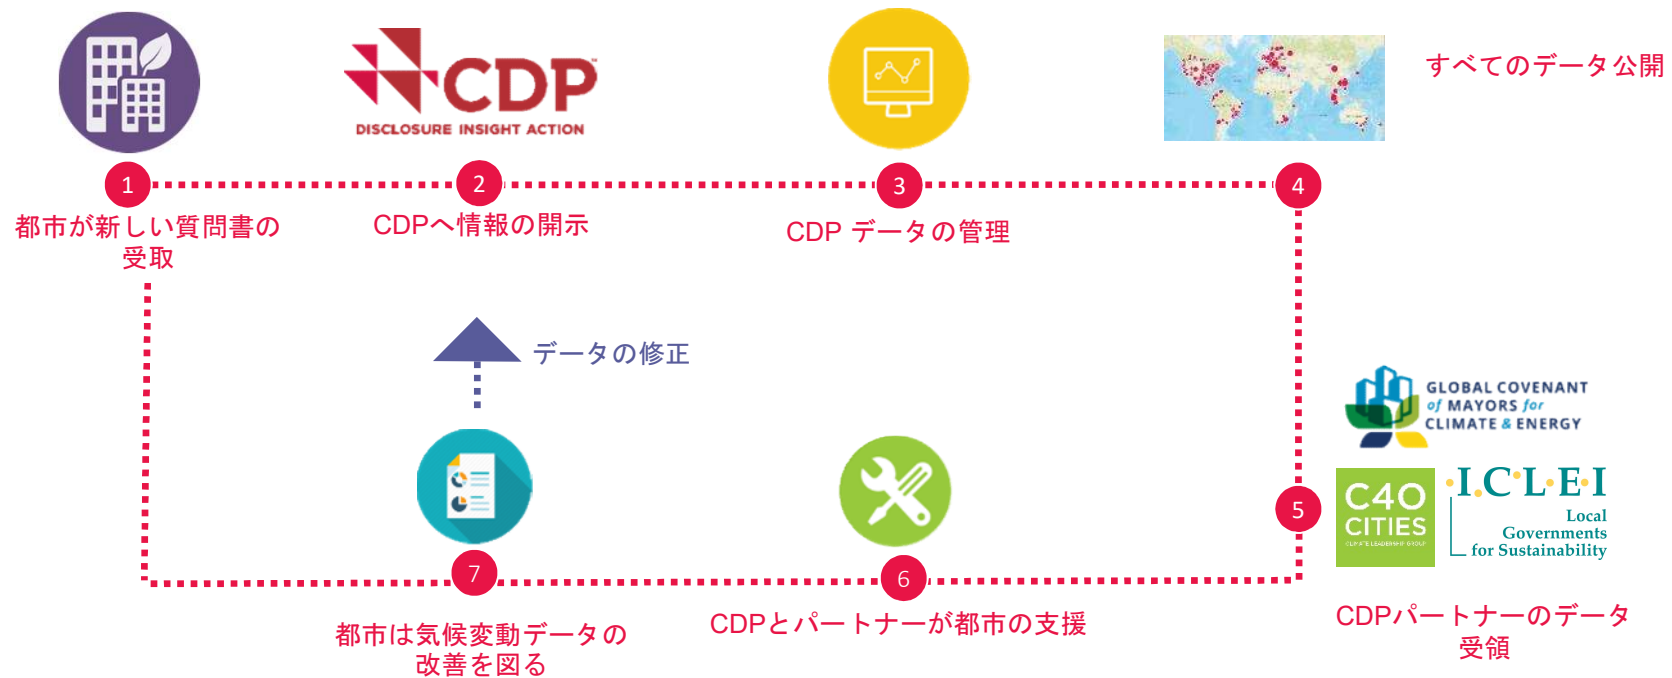 CDP
DISCLOSURE INSIGHT ACTION
すべてのデータ公開
1
2
3
4
都市が新しい質問書の
受取
CDPへ情報の開示
CDP データの管理
データの修正
GLOBAL COVENANT
of MAYORS for
CLIMATE & ENERGY
C40
CITIES
CLIMATE LEADERSHIP GROUP
I.C.L.E.I
Local
Governments
for Sustainability
5
CDPパートナーのデータ
受領
6
CDPとパートナーが都市の支援
7
都市は気候変動データの
改善を図る